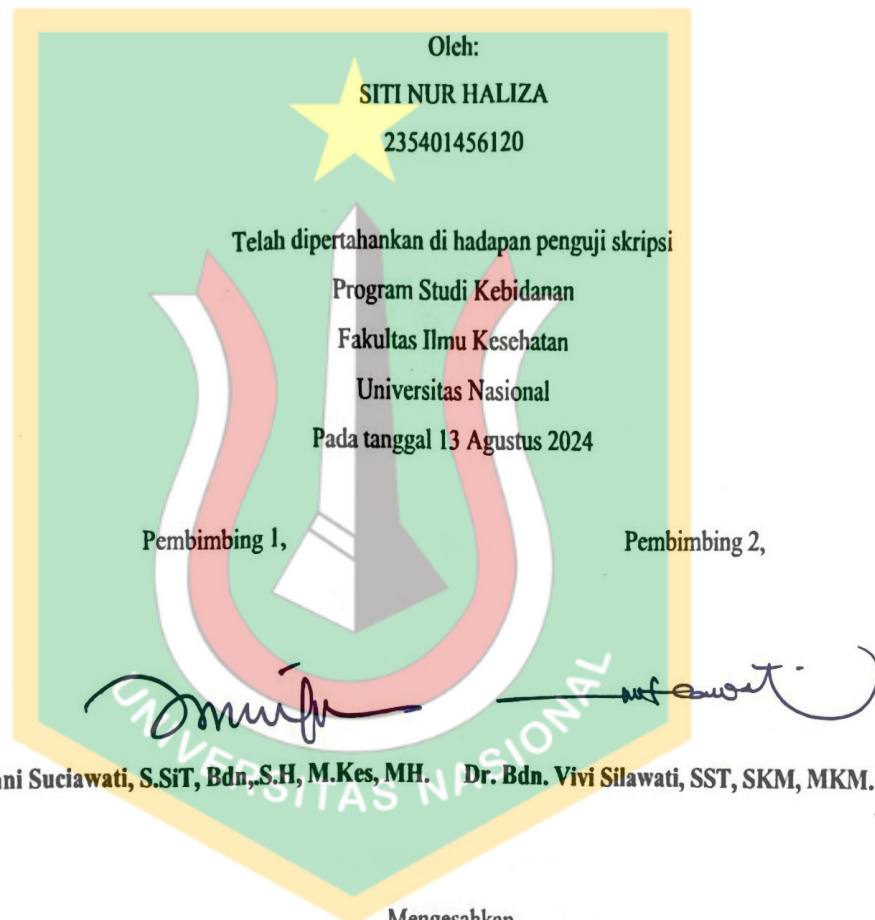 Oleh:
SITI NUR HALIZA
235401456120
Telah dipertahankan di hadapan penguji skripsi
Program Studi Kebidanan
Fakultas Ilmu Kesehatan
Universitas Nasional
Pada tanggal 13 Agustus 2024
Pembimbing 1, Pembimbing 2,
UNIVERSITAS NASIONAL
Suciawati, S.SiT, Bdn,.S.H, M.Kes, MH. Dr. Bdn. Vivi Silawati, SST, SKM, MKM.
Mengesahkan